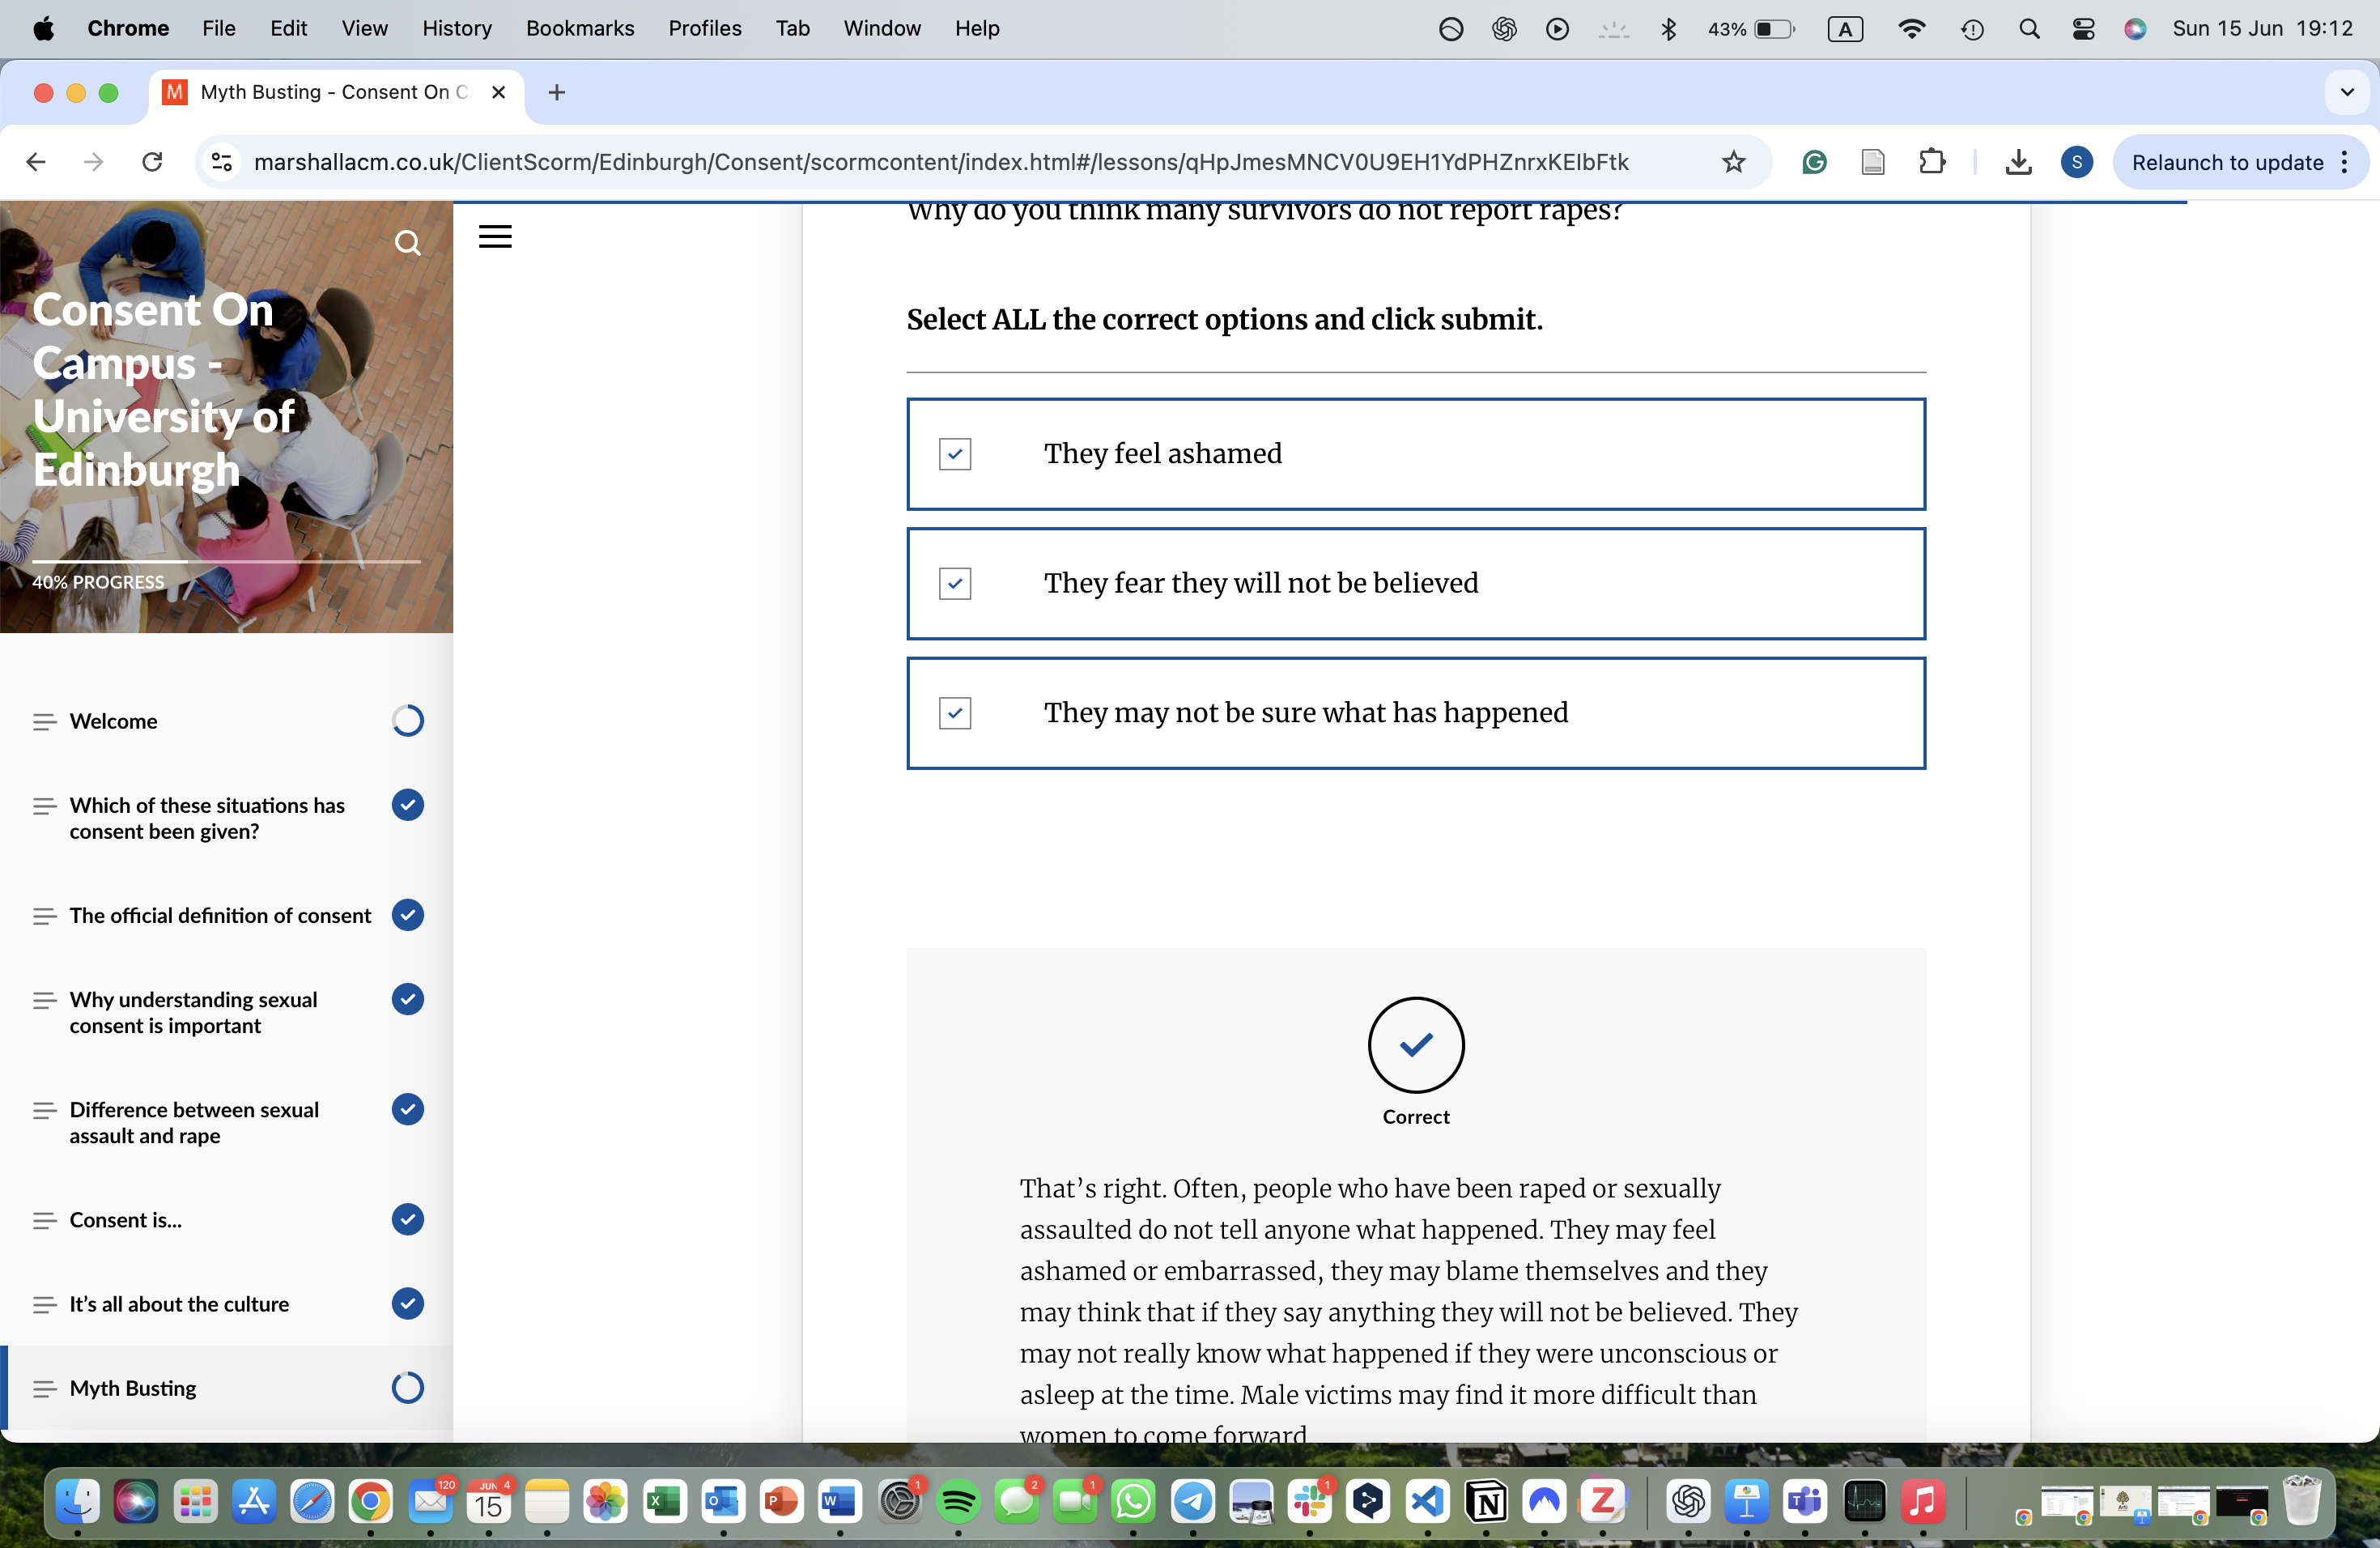 Chrome File Edit View History Bookmarks Profiles Tab Window Help
43% A Sun 15 Jun 19:12
M Myth Busting - Consent On C
marshallacm.co.uk/ClientScorm/Edinburgh/Consent/scormcontent/index.html#/lessons/qHpJmesMNCV0U9EH1YdPHZnrxKEIbFtk
S Relaunch to update
Consent On
Campus -
University of
Edinburgh
40% PROGRESS
Welcome
Which of these situations has
consent been given?
The official definition of consent
Why understanding sexual
consent is important
Difference between sexual
assault and rape
Consent is...
It's all about the culture
Myth Busting
Why do you think many survivors do not report rapes?
Select ALL the correct options and click submit.
They feel ashamed
They fear they will not be believed
They may not be sure what has happened
Correct
That's right. Often, people who have been raped or sexually
assaulted do not tell anyone what happened. They may feel
ashamed or embarrassed, they may blame themselves and they
may think that if they say anything they will not be believed. They
may not really know what happened if they were unconscious or
asleep at the time. Male victims may find it more difficult than
women to come forward
120 JUN 4 15 1 2 1 1